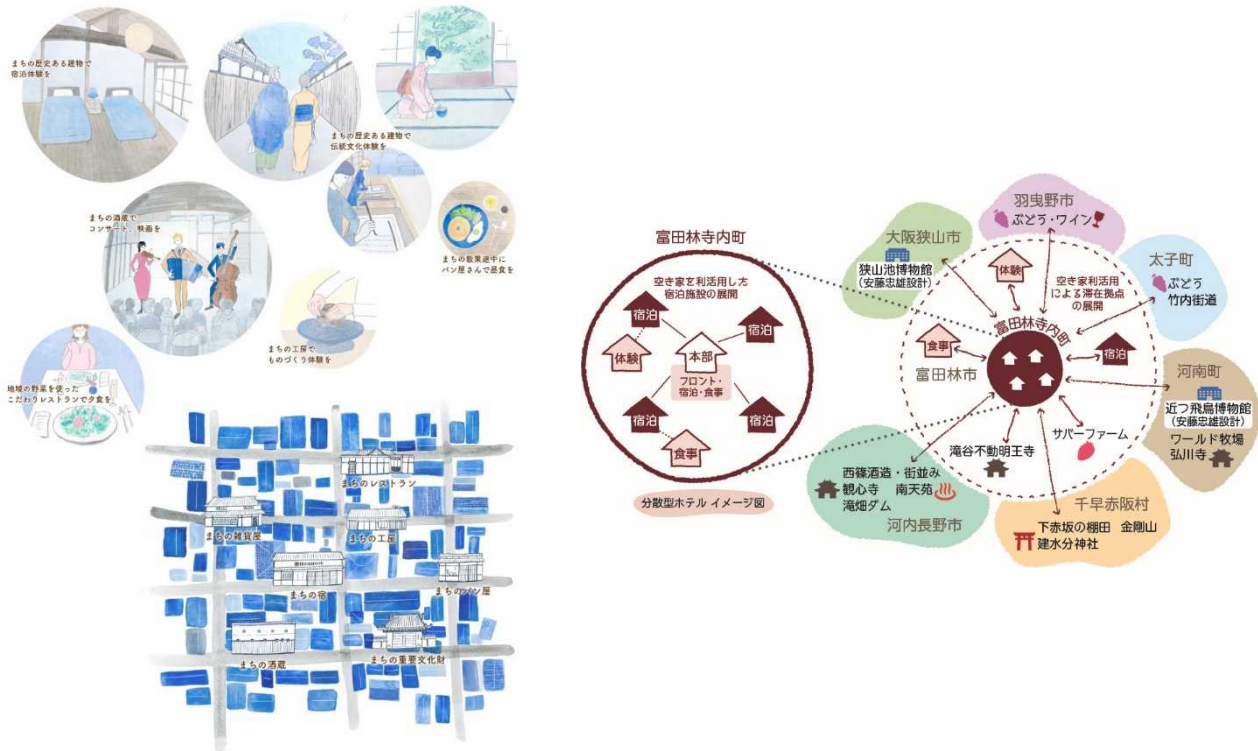 まちの歴史ある建物で
宿泊体験を
まちの歴史ある建物で
伝統文化体験を
まちの酒蔵で
コンサート、映画を
まちの散策途中に
パン屋さんで昼食を
まちの工房で
ものづくり体験を
地域の野菜を使った
こだわりレストランで夕食を
まちのレストラン
まちの雑貨屋
まちの工房
まちの宿
まちのパン屋
まちの酒蔵
まちの重要文化財
富田林寺内町
空き家を利活用した
宿泊施設の展開
宿泊
宿泊
体験
本部
フロント・
宿泊・食事
宿泊
宿泊
食事
分散型ホテル イメージ図
羽曳野市
ぶどう・ワイン
大阪狭山市
狭山池博物館
(安藤忠雄設計)
太子町
ぶどう
竹内街道
体験
空き家利活用
による滞在拠点
の展開
富田林寺内町
食事
宿泊
富田林市
河南町
近つ飛鳥博物館
(安藤忠雄設計)
ワールド牧場
弘川寺
サバーファーム
滝谷不動明王寺
西篠酒造・街並み
観心寺 南天苑
滝畑ダム
河内長野市
千早赤阪村
下赤坂の棚田 金剛山
建水分神社